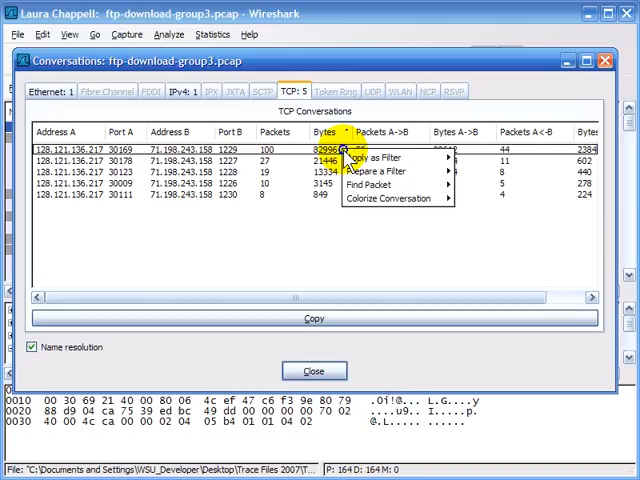 Laura Chappell: ftp-download-group3.pcap - Wireshark
File Edit View Go Capture Analyze Statistics Help
Conversations: ftp-download-group3.pcap
Ethernet: 1 Fibre Channel FDDI IPv4: 1 IPX JXTA SCTP TCP: 5 Token Ring UDP WLAN NCP RSVP
TCP Conversations
Address A Port A Address B Port B Packets Bytes Packets A->B Bytes A->B Packets A<-B Bytes
128.121.136.217 30169 71.198.243.158 1229 100 82996 44 2384
128.121.136.217 30178 71.198.243.158 1227 27 21446 11 602
128.121.136.217 30123 71.198.243.158 1228 19 13334 8 440
128.121.136.217 30009 71.198.243.158 1226 10 3145 5 278
128.121.136.217 30111 71.198.243.158 1230 8 849 4 224
as Filter
Prepare a Filter
Find Packet
Colorize Conversation
Copy
Name resolution
Close
0010 00 30 69 21 40 00 80 06 4c ef 47 c6 f3 9e 80 79 .0i!@... L.G....y
0020 88 d9 04 ca 75 39 ed bc 49 dd 00 00 00 00 70 02 ....u9.. I.....p.
0030 40 00 4c ca 00 00 02 04 05 b4 01 01 04 02 @.L..... ......
File: "C:\Documents and Settings\WSU_Developer\Desktop\Trace Files 2007\T... P: 164 D: 164 M: 0